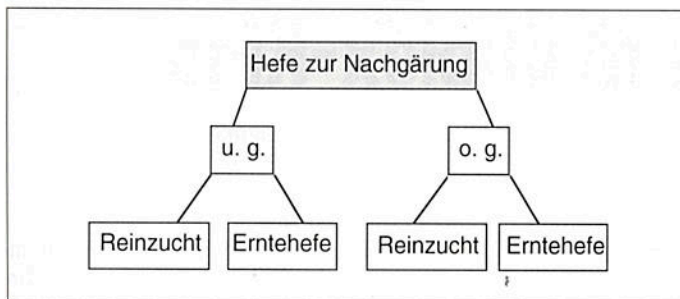 Hefe zur Nachgärung
u. g.
o. g.
Reinzucht
Erntehefe
Reinzucht
Erntehefe